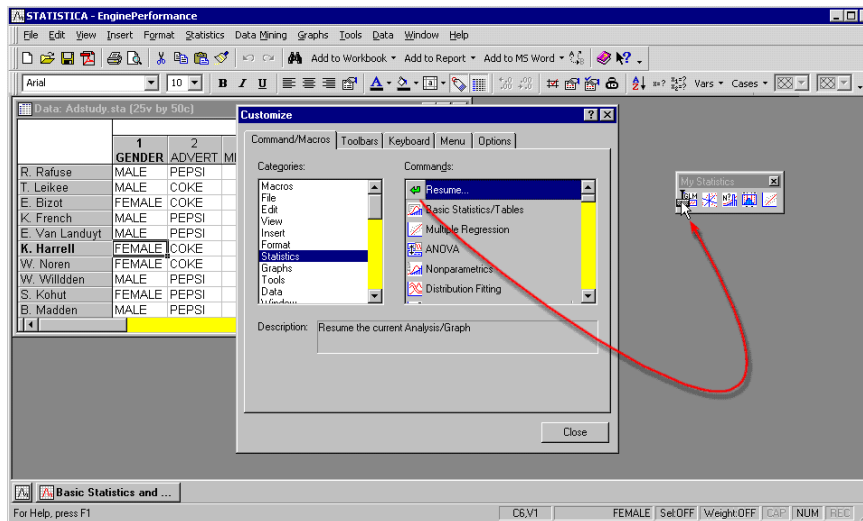 STATISTICA - EnginePerformance
File Edit View Insert Format Statistics Data Mining Graphs Tools Data Window Help
Add to Workbook Add to Report Add to MS Word
Arial 10 B I U A Vars Cases
Data: Adstudy.sta (25v by 50c)
1 2
GENDER ADVERT
R. Rafuse MALE PEPSI
T. Leikee MALE COKE
E. Bizot FEMALE COKE
K. French MALE PEPSI
E. Van Landuyt MALE PEPSI
K. Harrell FEMALE COKE
W. Noren FEMALE COKE
W. Willdden MALE PEPSI
S. Kohut FEMALE PEPSI
B. Madden MALE PEPSI
Customize
Command/Macros Toolbars Keyboard Menu Options
Categories:
Macros
File
Edit
View
Insert
Format
Statistics
Graphs
Tools
Data
Window
Commands:
Resume...
Basic Statistics/Tables
Multiple Regression
ANOVA
Nonparametrics
Distribution Fitting
Description: Resume the current Analysis/Graph
Close
My Statistics
Basic Statistics and ...
For Help, press F1 C6,V1 FEMALE Sel:OFF Weight:OFF CAP NUM REC